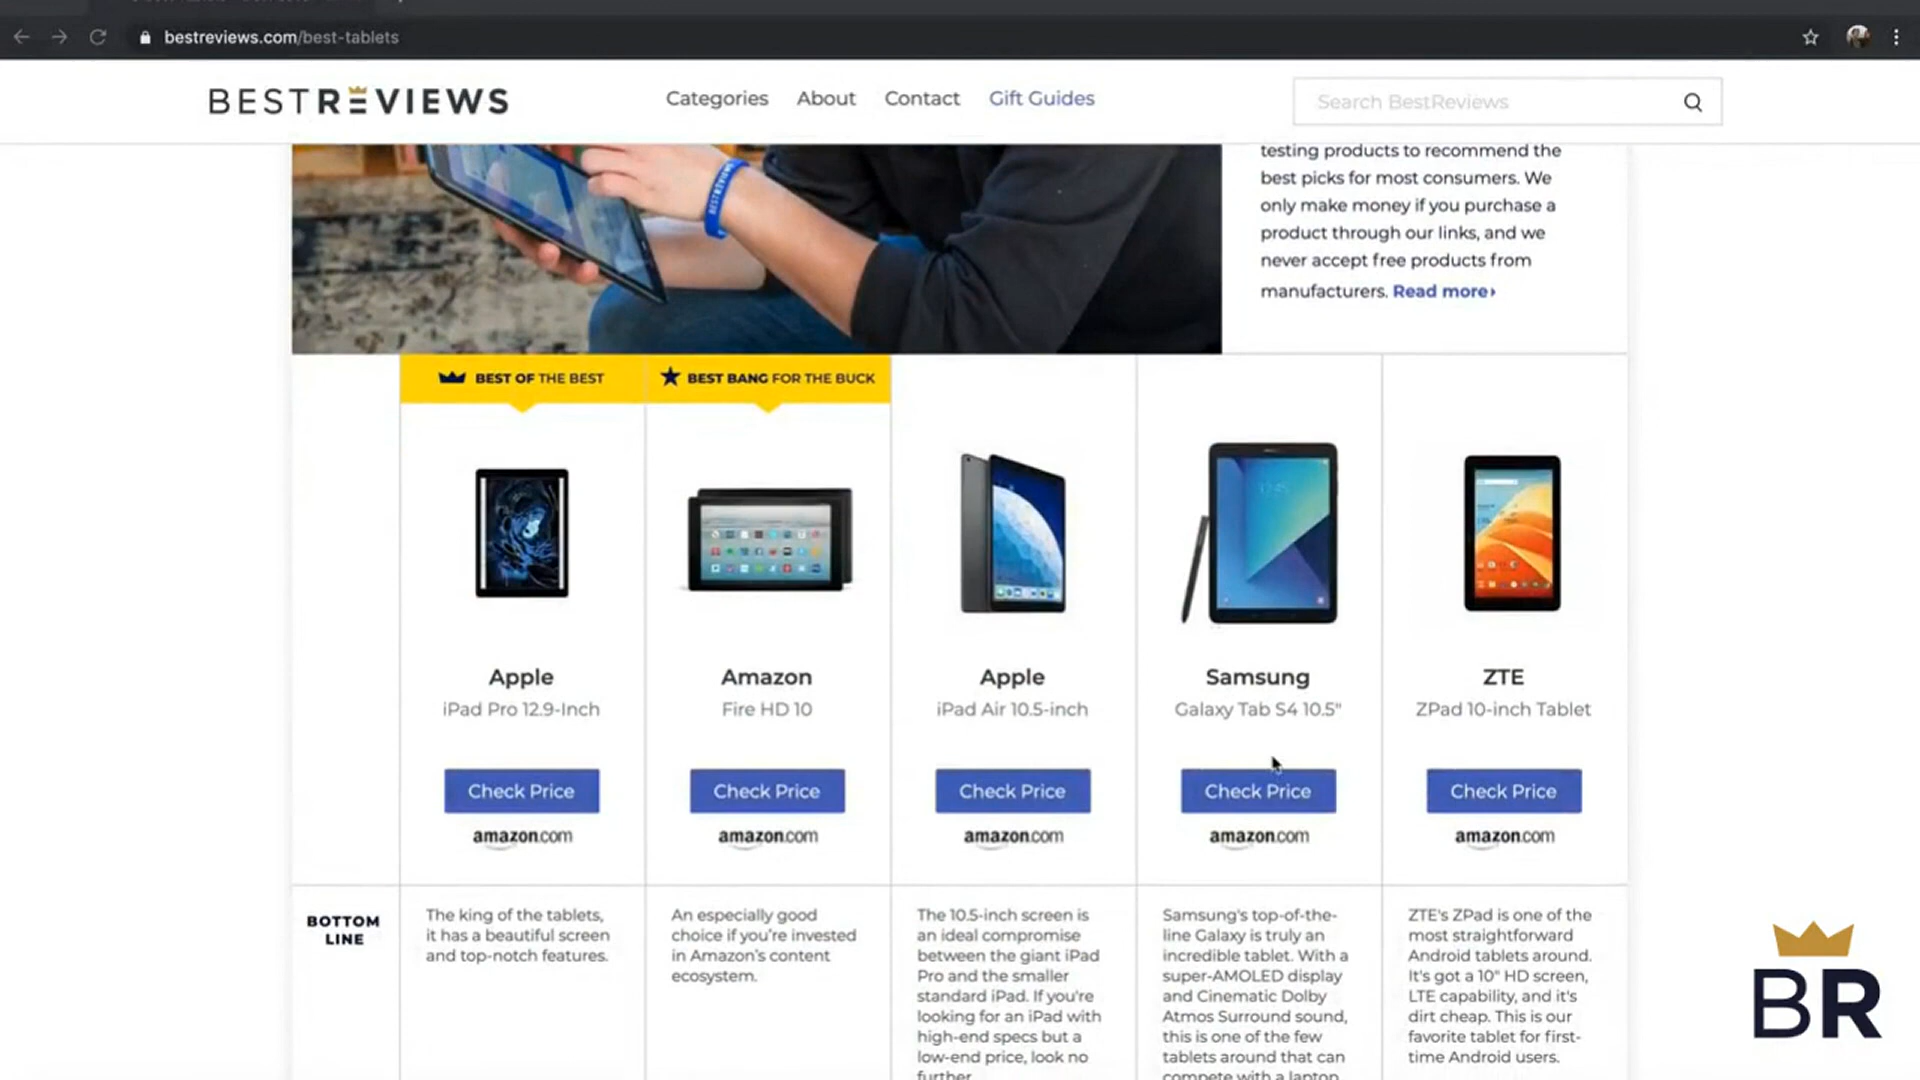 bestreviews.com/best-tablets
BESTREVIEWS
Categories
About
Contact
Gift Guides
Search BestReviews
testing products to recommend the
best picks for most consumers. We
only make money if you purchase a
product through our links, and we
never accept free products from
manufacturers. Read more
BESTREVIEWS
BEST OF THE BEST
BEST BANG FOR THE BUCK
Apple
iPad Pro 12.9-Inch
Check Price
amazon.com
Amazon
Fire HD 10
Check Price
amazon.com
Apple
iPad Air 10.5-inch
Check Price
amazon.com
Samsung
Galaxy Tab S4 10.5"
Check Price
amazon.com
ZTE
ZPad 10-inch Tablet
Check Price
amazon.com
BOTTOM
LINE
The king of the tablets,
it has a beautiful screen
and top-notch features.
An especially good
choice if you're invested
in Amazon's content
ecosystem.
The 10.5-inch screen is
an ideal compromise
between the giant iPad
Pro and the smaller
standard iPad. If you're
looking for an iPad with
high-end specs but a
low-end price, look no
further.
Samsung's top-of-the-
line Galaxy is truly an
incredible tablet. With a
super-AMOLED display
and Cinematic Dolby
Atmos Surround sound,
this is one of the few
tablets around that can
compete with a laptop
ZTE's ZPad is one of the
most straightforward
Android tablets around.
It's got a 10" HD screen,
LTE capability, and it's
dirt cheap. This is our
favorite tablet for first-
time Android users.
BR